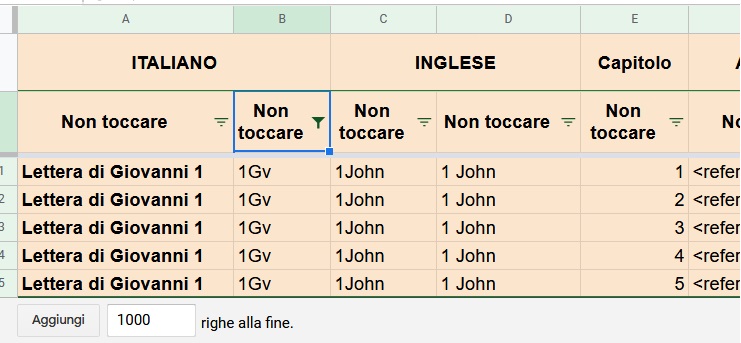 A B C D E
ITALIANO INGLESE Capitolo
Non toccare Non toccare Non toccare Non toccare Non toccare
1 Lettera di Giovanni 1 1Gv 1John 1 John 1 <refer
2 Lettera di Giovanni 1 1Gv 1John 1 John 2 <refer
3 Lettera di Giovanni 1 1Gv 1John 1 John 3 <refer
4 Lettera di Giovanni 1 1Gv 1John 1 John 4 <refer
5 Lettera di Giovanni 1 1Gv 1John 1 John 5 <refer
Aggiungi 1000 righe alla fine.